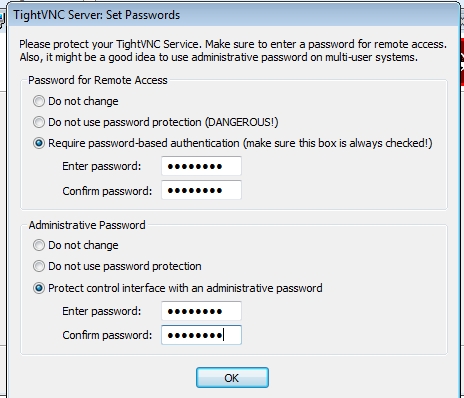 TightVNC Server: Set Passwords
Please protect your TightVNC Service. Make sure to enter a password for remote access.
Also, it might be a good idea to use administrative password on multi-user systems.
Password for Remote Access
Do not change
Do not use password protection (DANGEROUS!)
Require password-based authentication (make sure this box is always checked!)
Enter password: ●●●●●●●●
Confirm password: ●●●●●●●●
Administrative Password
Do not change
Do not use password protection
Protect control interface with an administrative password
Enter password: ●●●●●●●●
Confirm password: ●●●●●●●●
OK